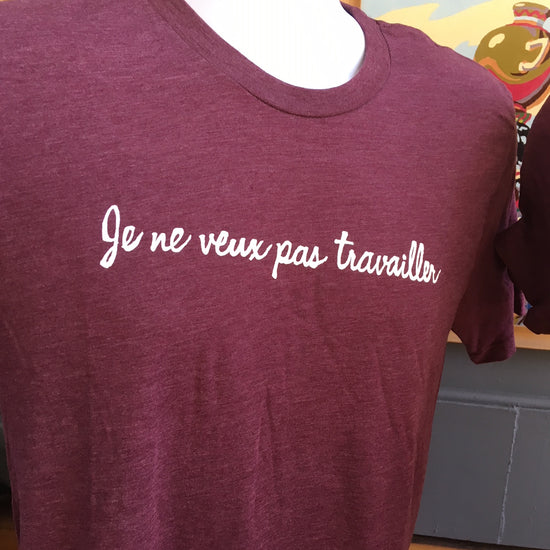 Je ne veux pas travailler